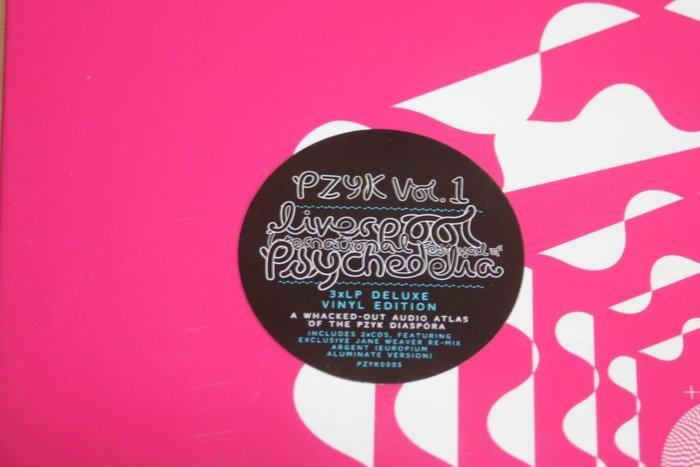 PZYK Vol. 1
Liverpool
International Festival of
Psychedelia
3xLP DELUXE
VINYL EDITION
A WHACKED-OUT AUDIO ATLAS
OF THE PZYK DIASPORA
INCLUDES 2xCDS, FEATURING
EXCLUSIVE JANE WEAVER RE-MIX
ARGENT (EUROPIUM
ALUMINATE VERSION)
PZYK0005